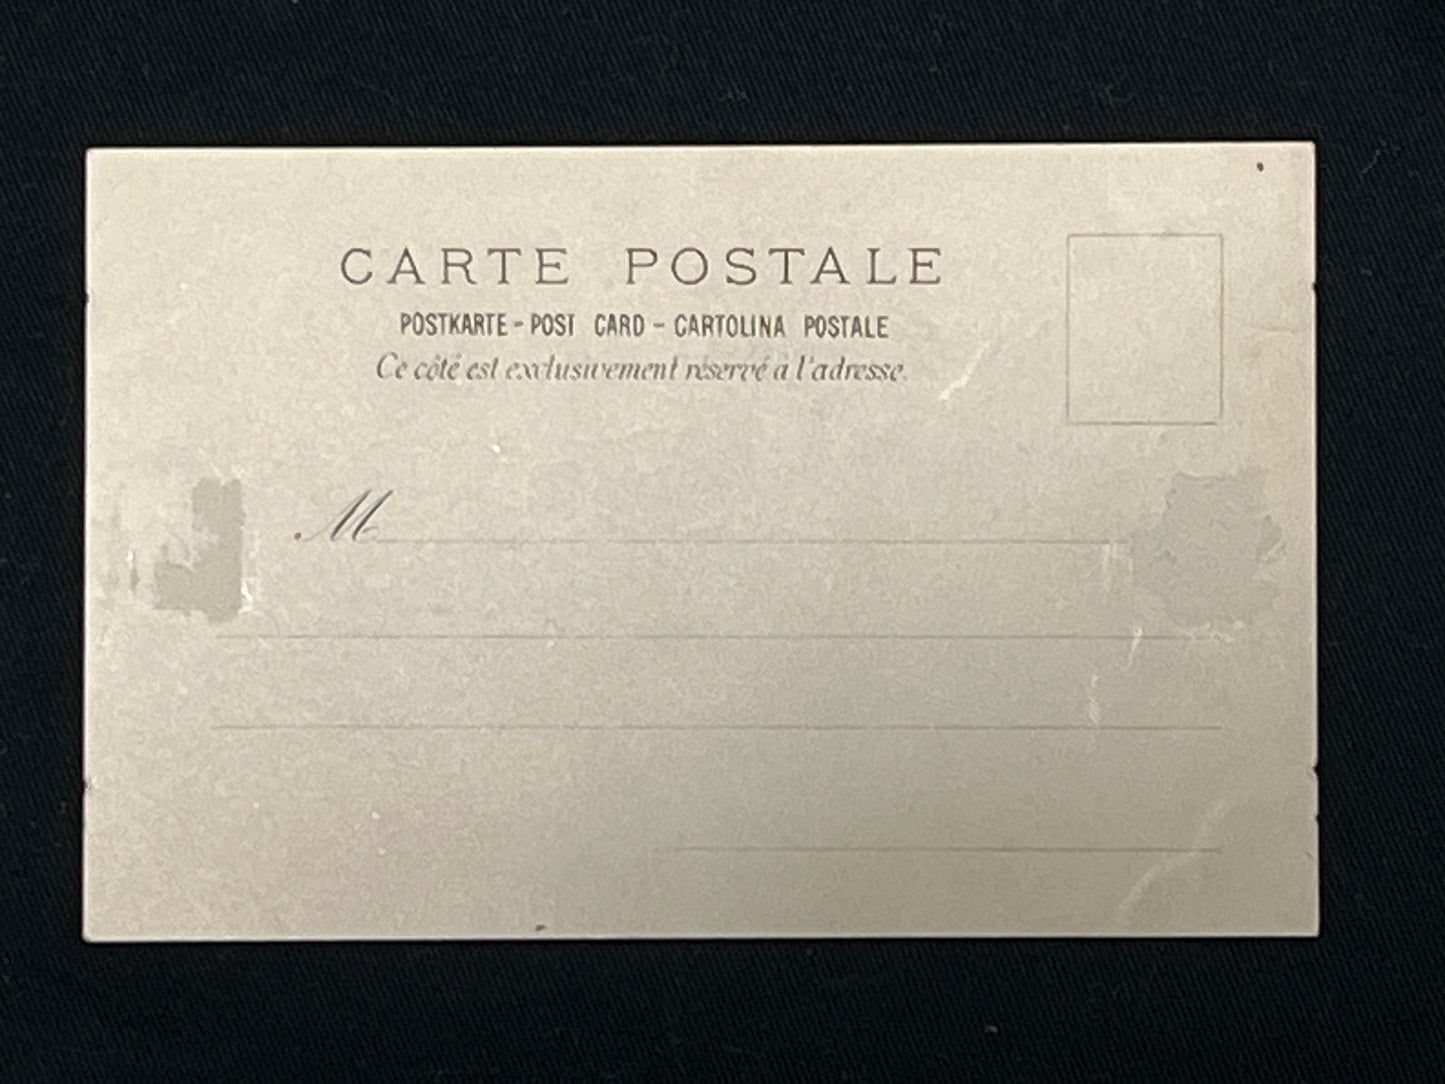 CARTE POSTALE
POSTKARTE - POST CARD - CARTOLINA POSTALE
Ce côté est exclusivement réservé à l'adresse.
M